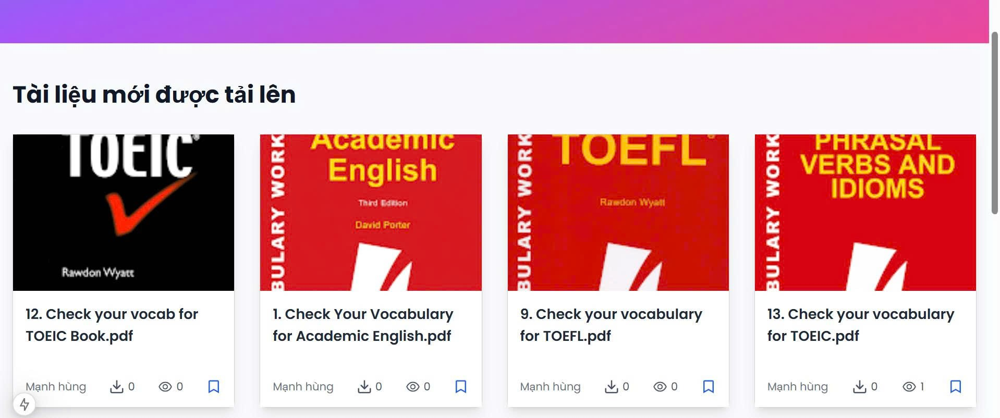 Tài liệu mới được tải lên
TOEIC®
Rawdon Wyatt
12. Check your vocab for
TOEIC Book.pdf
Mạnh hùng 0 0
BULARY WORK
Academic
English
Third Edition
David Porter
1. Check Your Vocabulary
for Academic English.pdf
Mạnh hùng 0 0
BULARY WORK
TOEFL®
Rawdon Wyatt
9. Check your vocabulary
for TOEFL.pdf
Mạnh hùng 0 0
BULARY WORK
PHRASAL
VERBS AND
IDIOMS
13. Check your vocabulary
for TOEIC.pdf
Mạnh hùng 0 1